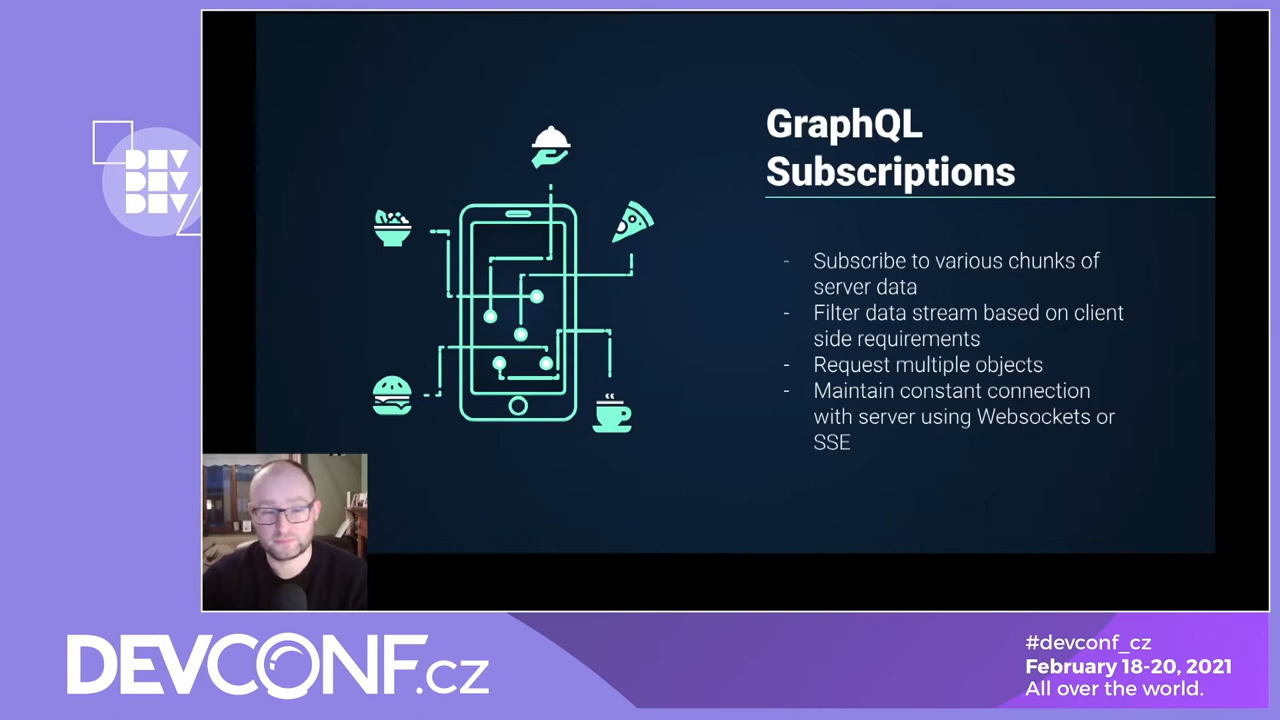 DEV
DEV
DEV
GraphQL
Subscriptions
- Subscribe to various chunks of
server data
- Filter data stream based on client
side requirements
- Request multiple objects
- Maintain constant connection
with server using Websockets or
SSE
DEVCONF.cz
#devconf_cz
February 18-20, 2021
All over the world.